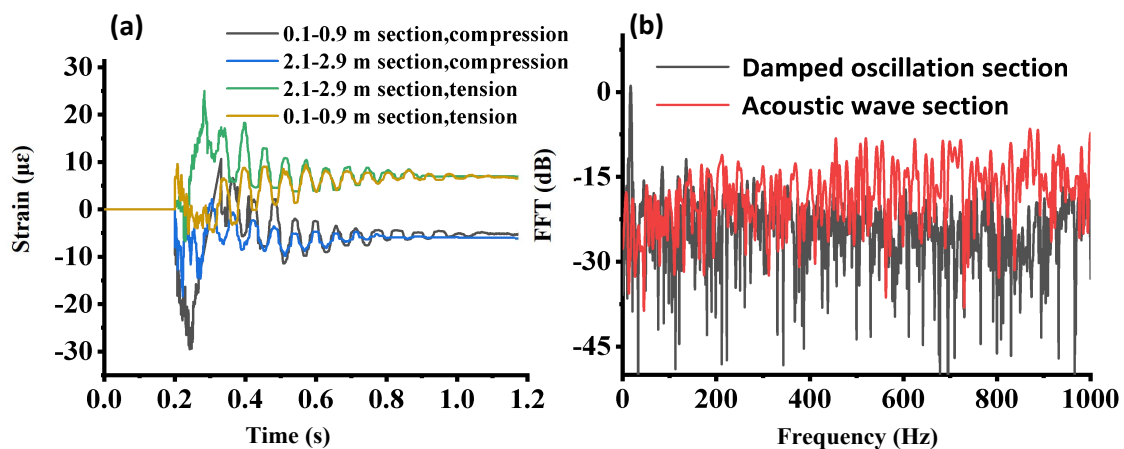 (a)
0.1-0.9 m section,compression
2.1-2.9 m section,compression
2.1-2.9 m section,tension
0.1-0.9 m section,tension
30
20
10
0
-10
-20
-30
Strain (με)
0.0 0.2 0.4 0.6 0.8 1.0 1.2
Time (s)
(b)
Damped oscillation section
Acoustic wave section
0
-15
-30
-45
FFT (dB)
0 200 400 600 800 1000
Frequency (Hz)